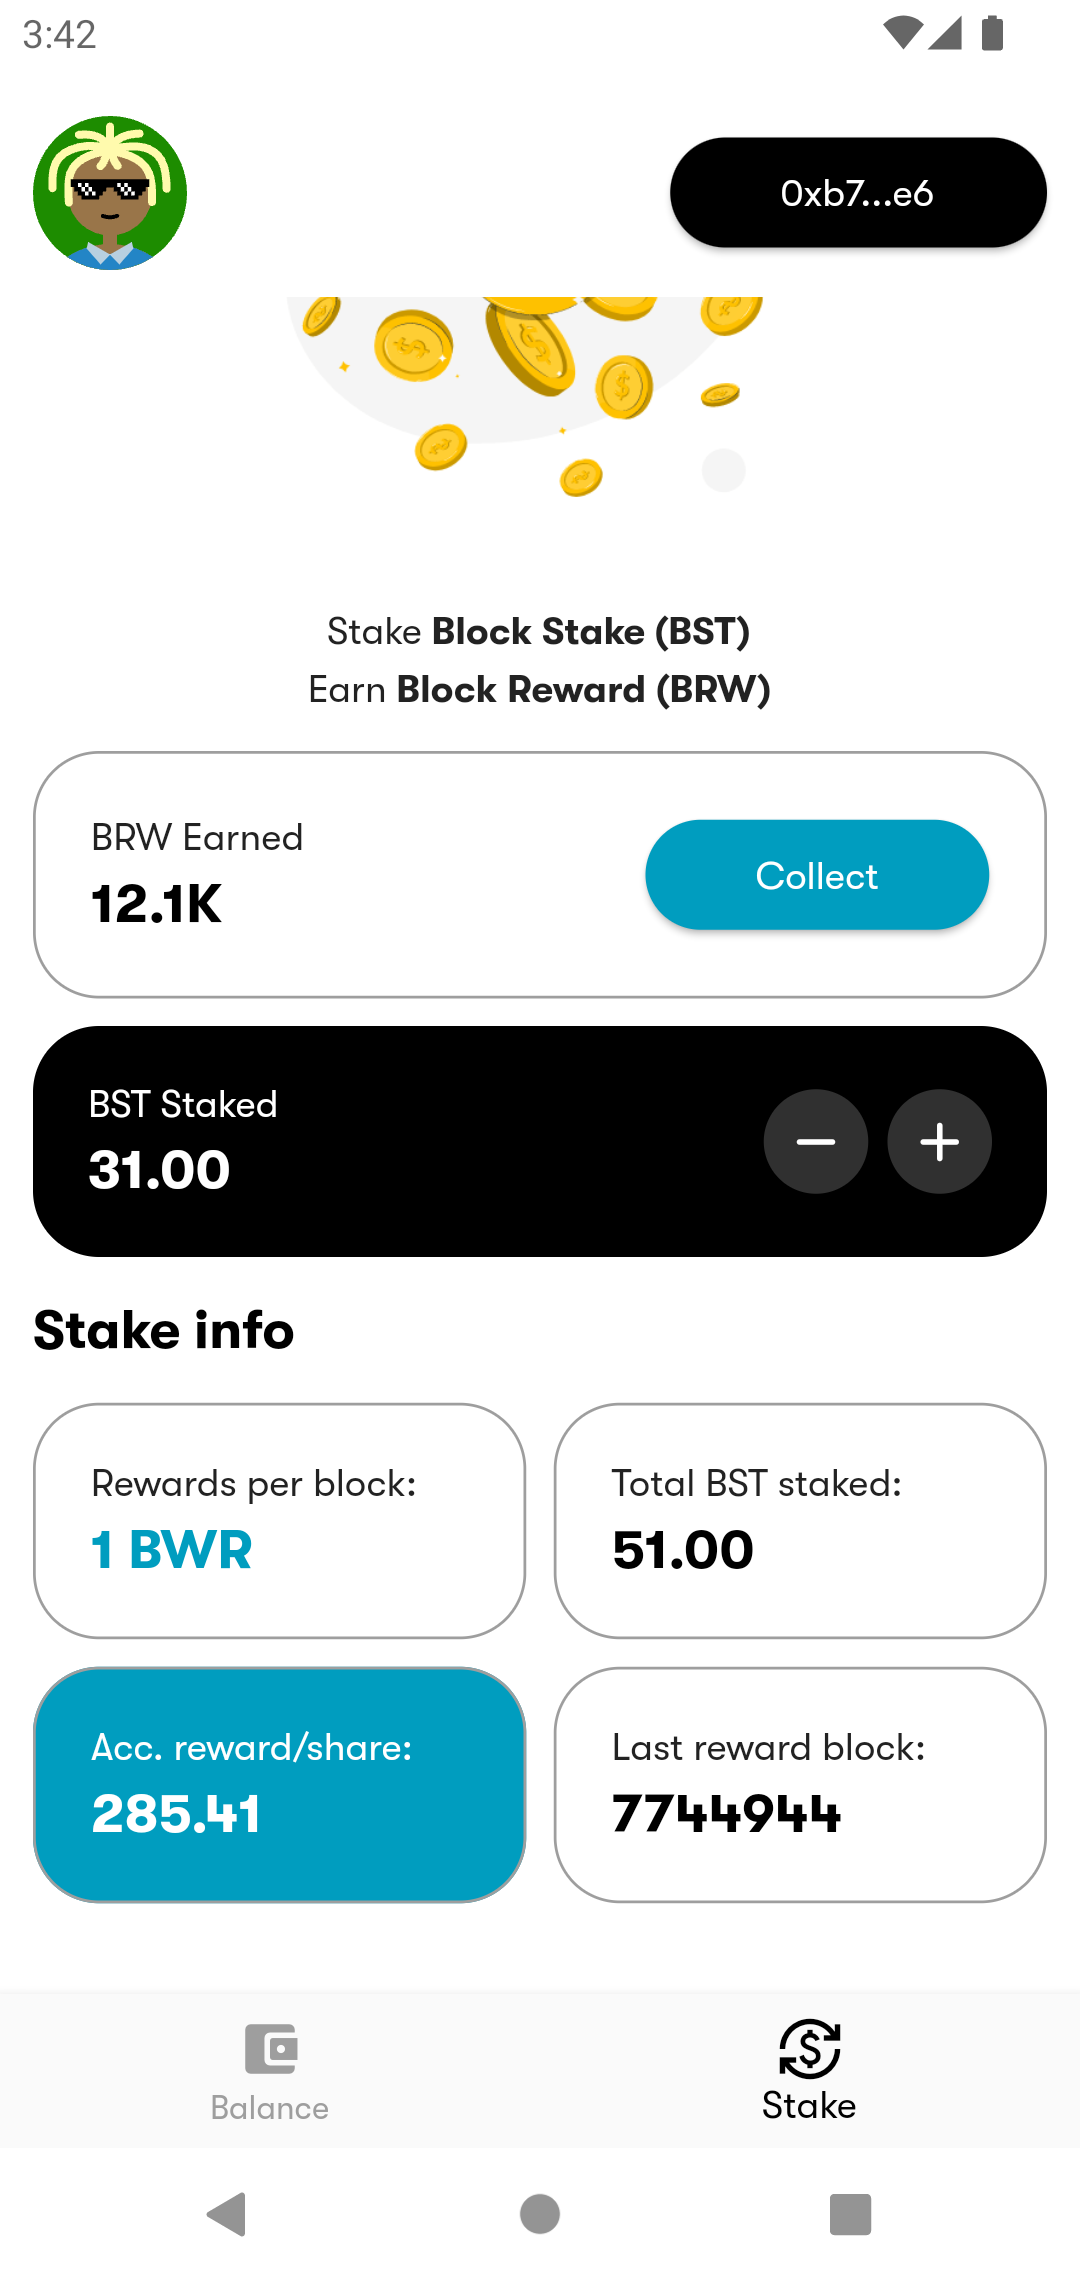 3:42
0xb7...e6
Stake Block Stake (BST)
Earn Block Reward (BRW)
BRW Earned
12.1K
Collect
BST Staked
31.00
Stake info
Rewards per block:
1 BWR
Total BST staked:
51.00
Acc. reward/share:
285.41
Last reward block:
7744944
Balance
Stake